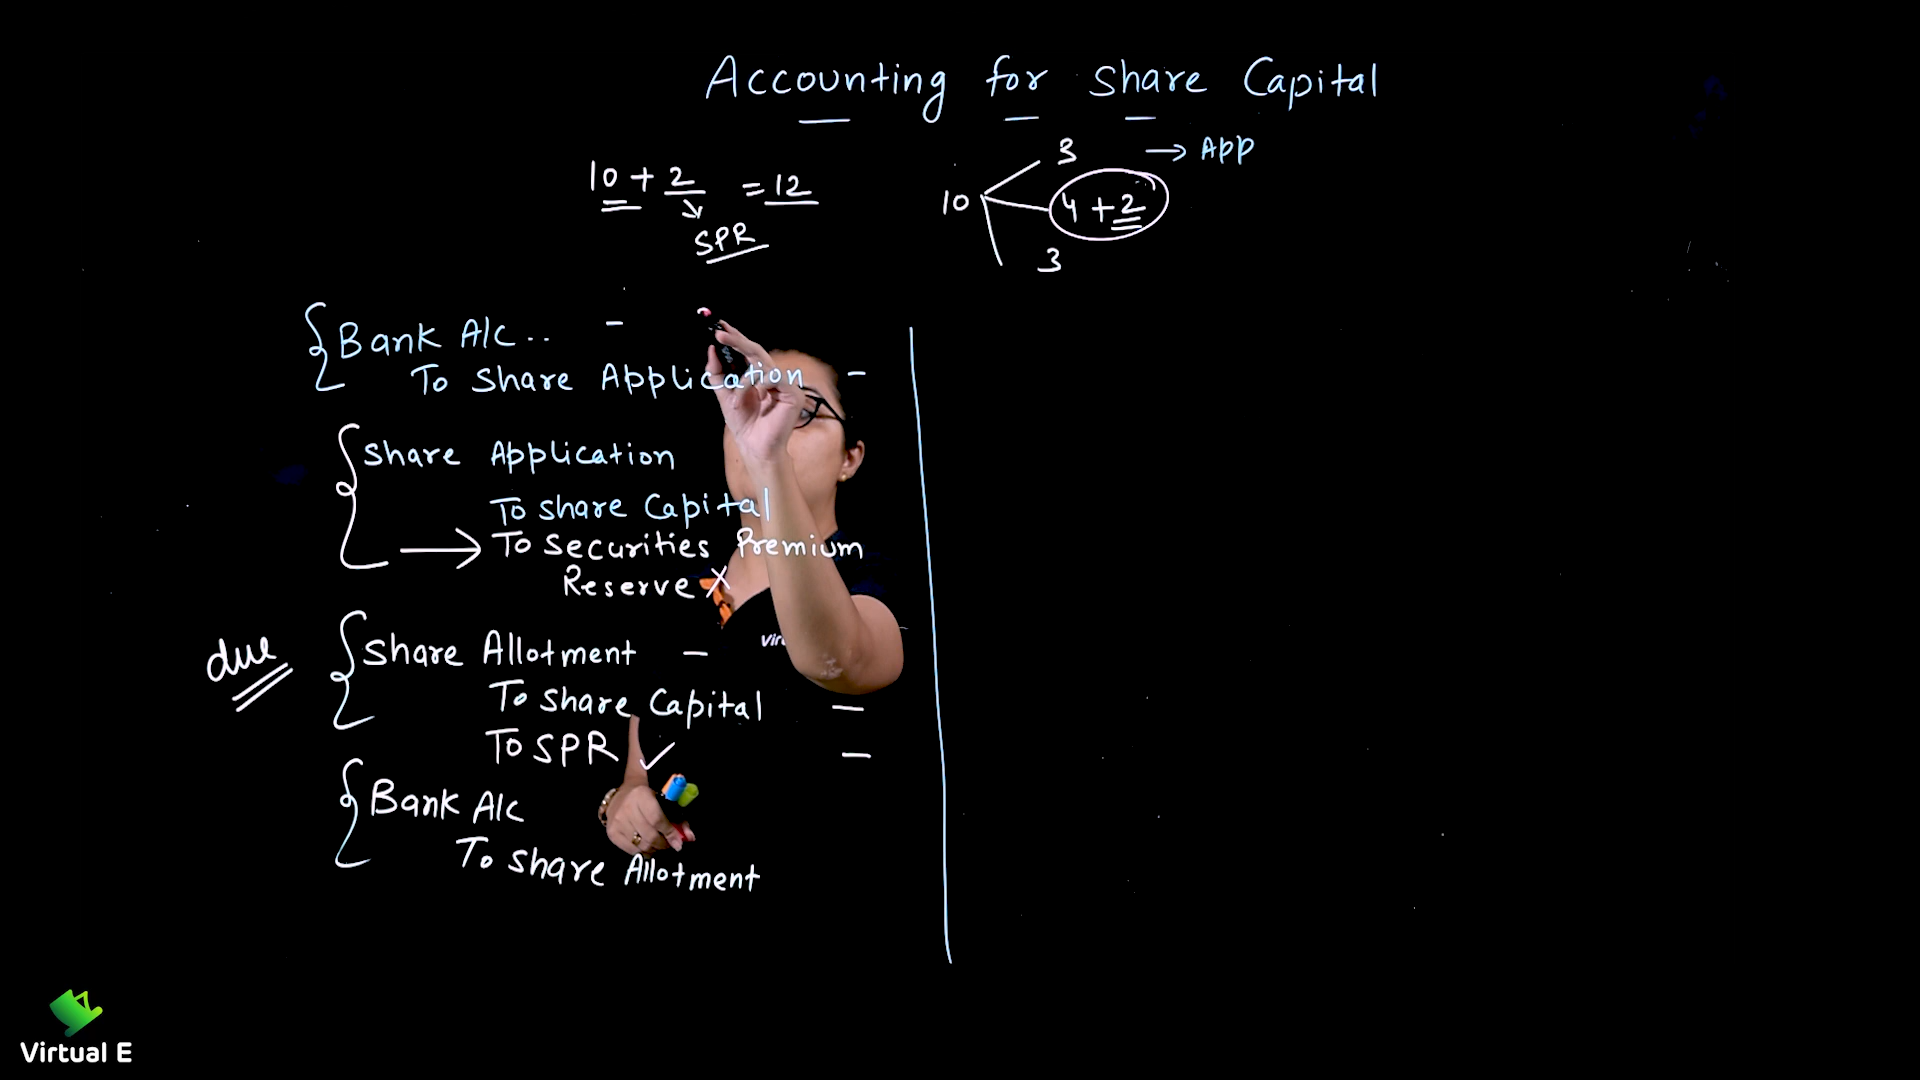 Accounting for Share Capital
10 + 2 = 12
SPR
3 → App
10 4 + 2
3
Bank A/c .. -
To Share Application -
Share Application
To Share Capital
→ To Securities Premium
Reserve X
due
Share Allotment -
To Share Capital -
To SPR ✓ -
Bank A/c
To Share Allotment
Virtual E